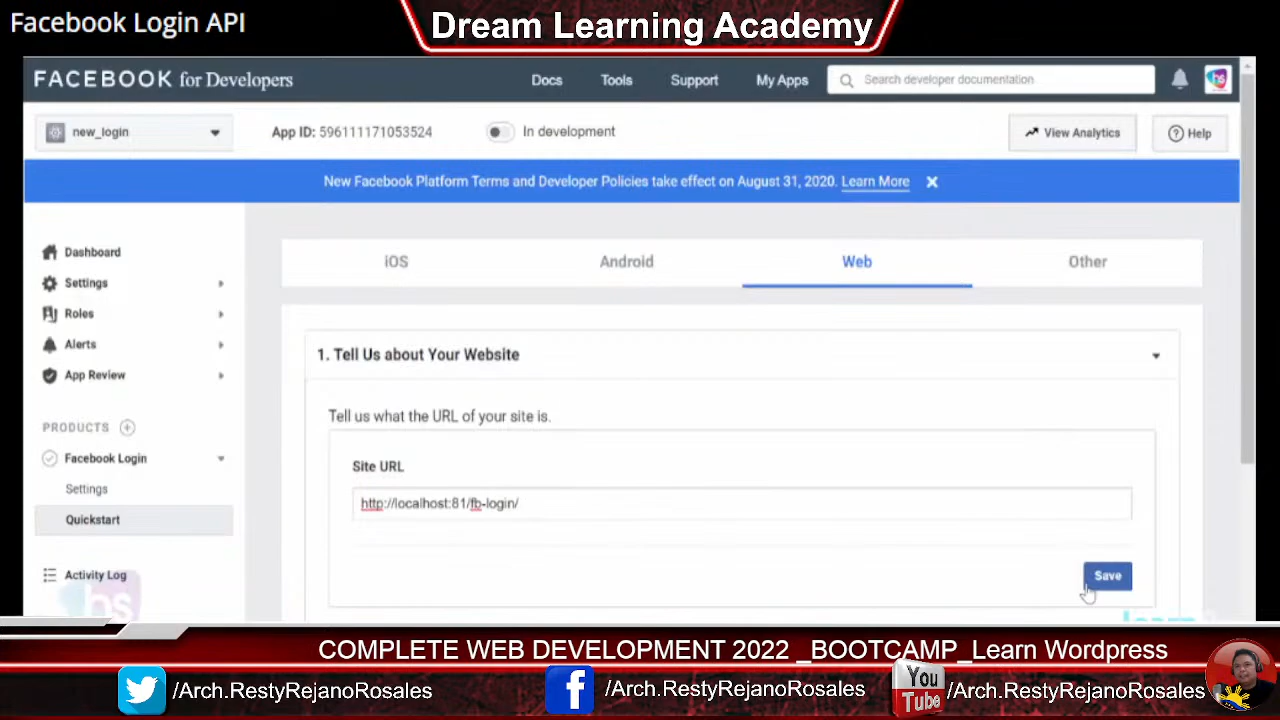 Facebook Login API
Dream Learning Academy
FACEBOOK for Developers
Docs
Tools
Support
My Apps
Search developer documentation
new_login
App ID: 596111171053524
In development
View Analytics
Help
New Facebook Platform Terms and Developer Policies take effect on August 31, 2020. Learn More
Dashboard
Settings
Roles
Alerts
App Review
PRODUCTS
Facebook Login
Settings
Quickstart
Activity Log
iOS
Android
Web
Other
1. Tell Us about Your Website
Tell us what the URL of your site is.
Site URL
http://localhost:81/fb-login/
Save
COMPLETE WEB DEVELOPMENT 2022 _BOOTCAMP_Learn Wordpress
/Arch.RestyRejanoRosales
/Arch.RestyRejanoRosales
You
Tube
/Arch.RestyRejanoRosales